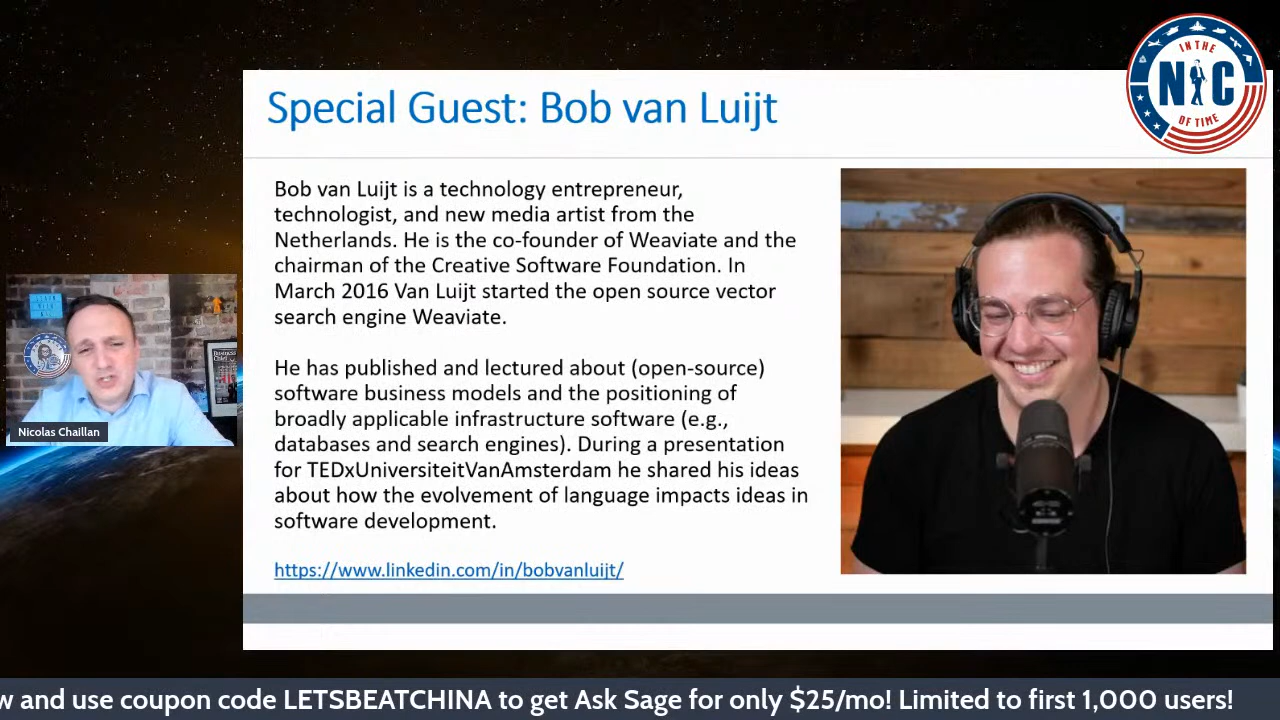 IN THE
NIC
OF TIME
Special Guest: Bob van Luijt
Bob van Luijt is a technology entrepreneur,
technologist, and new media artist from the
Netherlands. He is the co-founder of Weaviate and the
chairman of the Creative Software Foundation. In
March 2016 Van Luijt started the open source vector
search engine Weaviate.
He has published and lectured about (open-source)
software business models and the positioning of
broadly applicable infrastructure software (e.g.,
databases and search engines). During a presentation
for TEDxUniversiteitVanAmsterdam he shared his ideas
about how the evolvement of language impacts ideas in
software development.
https://www.linkedin.com/in/bobvanluijt/
Nicolas Chaillan
w and use coupon code LETSBEATCHINA to get Ask Sage for only $25/mo! Limited to first 1,000 users!